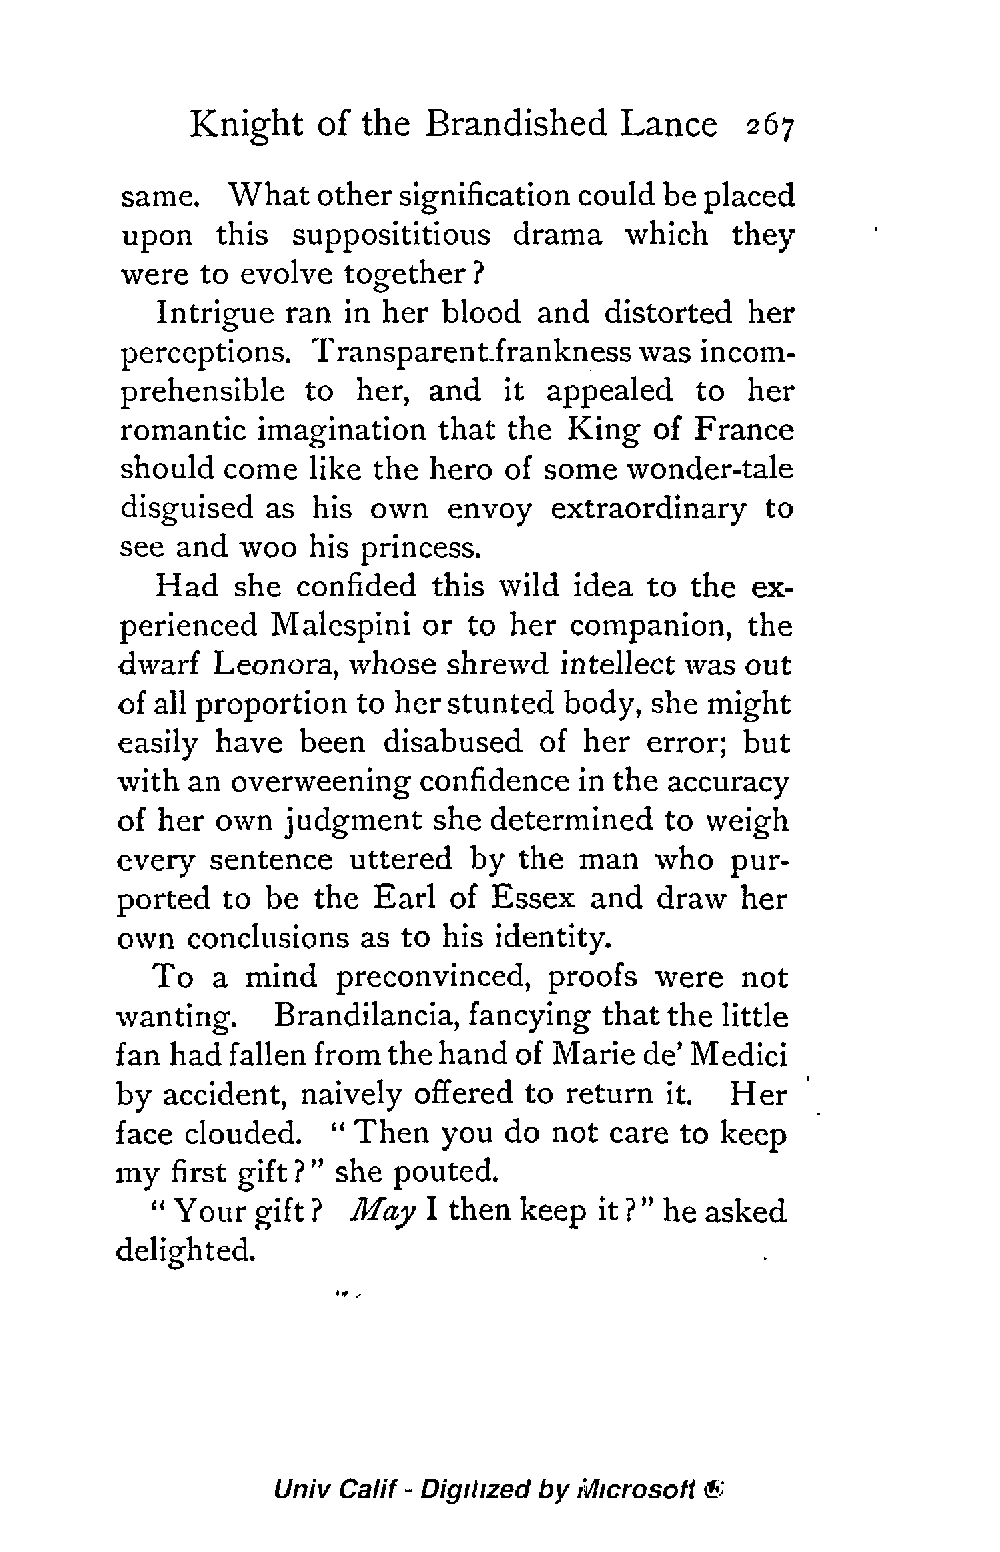 Knight of the Brandished Lance 267
same. What other signification could be placed
upon this supposititious drama which they
were to evolve together?
Intrigue ran in her blood and distorted her
perceptions. Transparent frankness was incom-
prehensible to her, and it appealed to her
romantic imagination that the King of France
should come like the hero of some wonder-tale
disguised as his own envoy extraordinary to
see and woo his princess.
Had she confided this wild idea to the ex-
perienced Malespini or to her companion, the
dwarf Leonora, whose shrewd intellect was out
of all proportion to her stunted body, she might
easily have been disabused of her error; but
with an overweening confidence in the accuracy
of her own judgment she determined to weigh
every sentence uttered by the man who pur-
ported to be the Earl of Essex and draw her
own conclusions as to his identity.
To a mind preconvinced, proofs were not
wanting. Brandilancia, fancying that the little
fan had fallen from the hand of Marie de' Medici
by accident, naively offered to return it. Her
face clouded. "Then you do not care to keep
my first gift?" she pouted.
"Your gift? May I then keep it?" he asked
delighted.
Univ Calif - Digitized by Microsoft ®